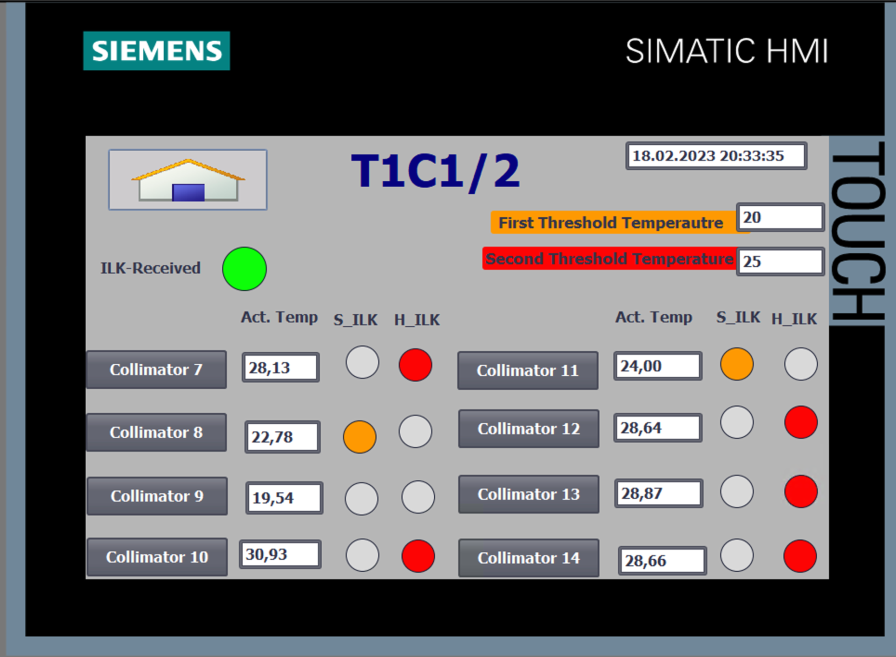 SIEMENS
SIMATIC HMI
TOUCH
T1C1/2
18.02.2023 20:33:35
First Threshold Temperautre 20
Second Threshold Temperature 25
ILK-Received
Act. Temp S_ILK H_ILK
Act. Temp S_ILK H_ILK
Collimator 7 28,13
Collimator 11 24,00
Collimator 8 22,78
Collimator 12 28,64
Collimator 9 19,54
Collimator 13 28,87
Collimator 10 30,93
Collimator 14 28,66